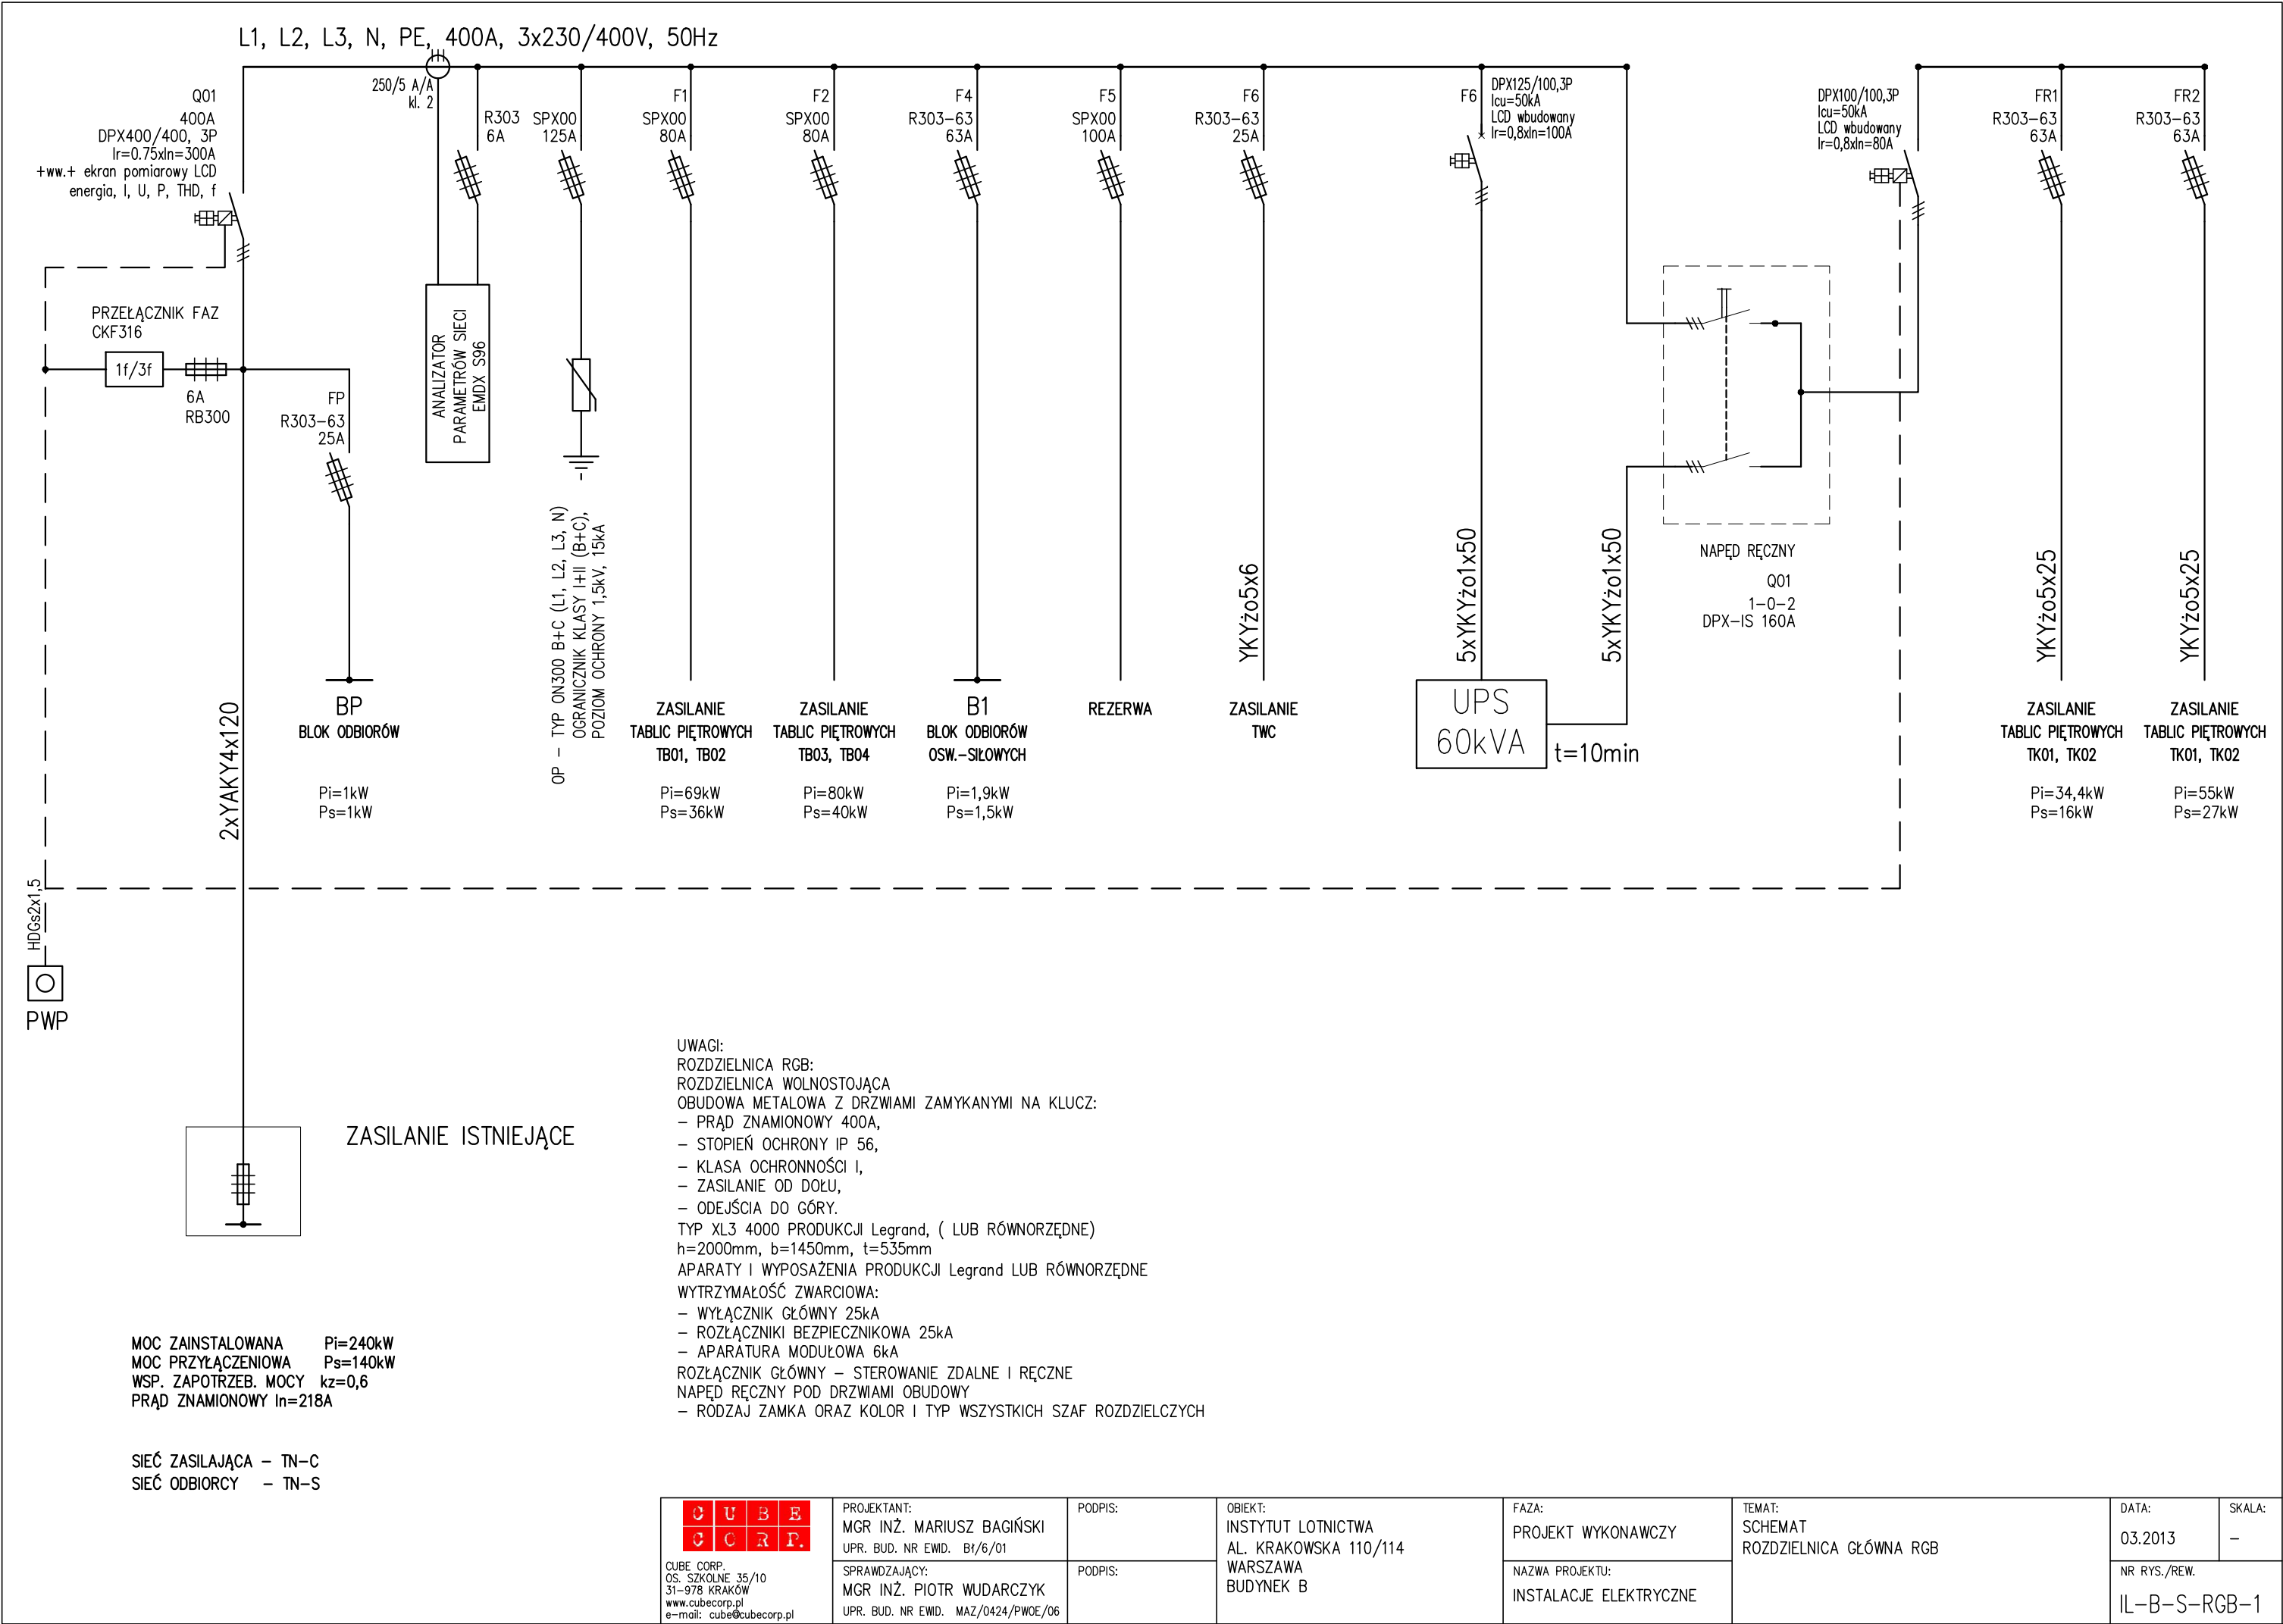 L1, L2, L3, N, PE, 400A, 3x230/400V, 50Hz
Q01
400A
DPX400/400, 3P
Ir=0.75xIn=300A
+ww.+ ekran pomiarowy LCD
energia, I, U, P, THD, f
250/5 A/A
kl. 2
R303
6A
SPX00
125A
F1
SPX00
80A
F2
SPX00
80A
F4
R303-63
63A
F5
SPX00
100A
F6
R303-63
25A
F6
DPX125/100,3P
Icu=50kA
LCD wbudowany
Ir=0,8xIn=100A
DPX100/100,3P
Icu=50kA
LCD wbudowany
Ir=0,8xIn=80A
FR1
R303-63
63A
FR2
R303-63
63A
PRZEŁĄCZNIK FAZ
CKF316
1f/3f
6A
RB300
FP
R303-63
25A
ANALIZATOR
PARAMETRÓW SIECI
EMDX S96
OP - TYP ON300 B+C (L1, L2, L3, N)
OGRANICZNIK KLASY I+II (B+C),
POZIOM OCHRONY 1,5kV, 15kA
YKYżo5x6
5xYKYżo1x50
5xYKYżo1x50
NAPĘD RĘCZNY
Q01
1-0-2
DPX-IS 160A
YKYżo5x25
YKYżo5x25
2xYAKY4x120
BP
BLOK ODBIORÓW
Pi=1kW
Ps=1kW
ZASILANIE
TABLIC PIĘTROWYCH
TB01, TB02
Pi=69kW
Ps=36kW
ZASILANIE
TABLIC PIĘTROWYCH
TB03, TB04
Pi=80kW
Ps=40kW
B1
BLOK ODBIORÓW
OSW.-SIŁOWYCH
Pi=1,9kW
Ps=1,5kW
REZERWA
ZASILANIE
TWC
UPS
60kVA
t=10min
ZASILANIE
TABLIC PIĘTROWYCH
TK01, TK02
Pi=34,4kW
Ps=16kW
ZASILANIE
TABLIC PIĘTROWYCH
TK01, TK02
Pi=55kW
Ps=27kW
HDGs2x1,5
PWP
ZASILANIE ISTNIEJĄCE
UWAGI:
ROZDZIELNICA RGB:
ROZDZIELNICA WOLNOSTOJĄCA
OBUDOWA METALOWA Z DRZWIAMI ZAMYKANYMI NA KLUCZ:
- PRĄD ZNAMIONOWY 400A,
- STOPIEŃ OCHRONY IP 56,
- KLASA OCHRONNOŚCI I,
- ZASILANIE OD DOŁU,
- ODEJŚCIA DO GÓRY.
TYP XL3 4000 PRODUKCJI Legrand, ( LUB RÓWNORZĘDNE)
h=2000mm, b=1450mm, t=535mm
APARATY I WYPOSAŻENIA PRODUKCJI Legrand LUB RÓWNORZĘDNE
WYTRZYMAŁOŚĆ ZWARCIOWA:
- WYŁĄCZNIK GŁÓWNY 25kA
- ROZŁĄCZNIKI BEZPIECZNIKOWA 25kA
- APARATURA MODUŁOWA 6kA
ROZŁĄCZNIK GŁÓWNY - STEROWANIE ZDALNE I RĘCZNE
NAPĘD RĘCZNY POD DRZWIAMI OBUDOWY
- RODZAJ ZAMKA ORAZ KOLOR I TYP WSZYSTKICH SZAF ROZDZIELCZYCH
MOC ZAINSTALOWANA Pi=240kW
MOC PRZYŁĄCZENIOWA Ps=140kW
WSP. ZAPOTRZEB. MOCY kz=0,6
PRĄD ZNAMIONOWY In=218A
SIEĆ ZASILAJĄCA - TN-C
SIEĆ ODBIORCY - TN-S
CUBE
CORP.
CUBE CORP.
OS. SZKOLNE 35/10
31-978 KRAKÓW
www.cubecorp.pl
e-mail: cube@cubecorp.pl
PROJEKTANT:
MGR INŻ. MARIUSZ BAGIŃSKI
UPR. BUD. NR EWID. Bł/6/01
PODPIS:
SPRAWDZAJĄCY:
MGR INŻ. PIOTR WUDARCZYK
UPR. BUD. NR EWID. MAZ/0424/PWOE/06
PODPIS:
OBIEKT:
INSTYTUT LOTNICTWA
AL. KRAKOWSKA 110/114
WARSZAWA
BUDYNEK B
FAZA:
PROJEKT WYKONAWCZY
NAZWA PROJEKTU:
INSTALACJE ELEKTRYCZNE
TEMAT:
SCHEMAT
ROZDZIELNICA GŁÓWNA RGB
DATA:
03.2013
SKALA:
-
NR RYS./REW.
IL-B-S-RGB-1